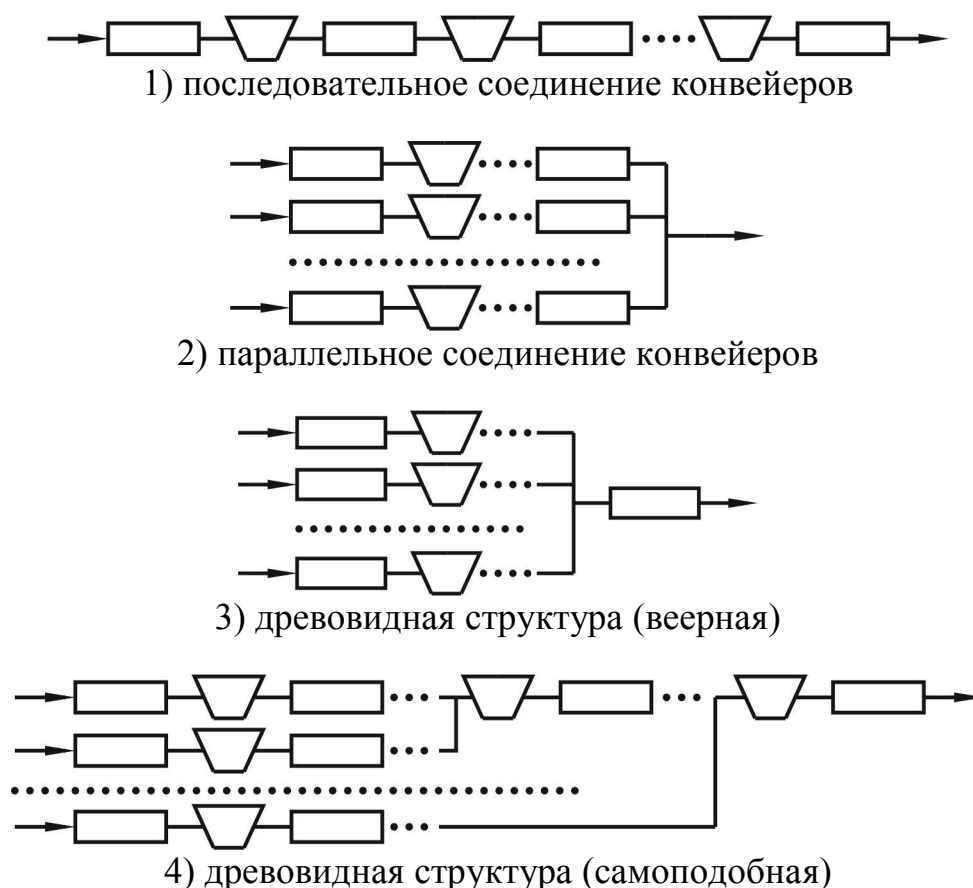 1) последовательное соединение конвейеров
2) параллельное соединение конвейеров
3) древовидная структура (веерная)
4) древовидная структура (самоподобная)